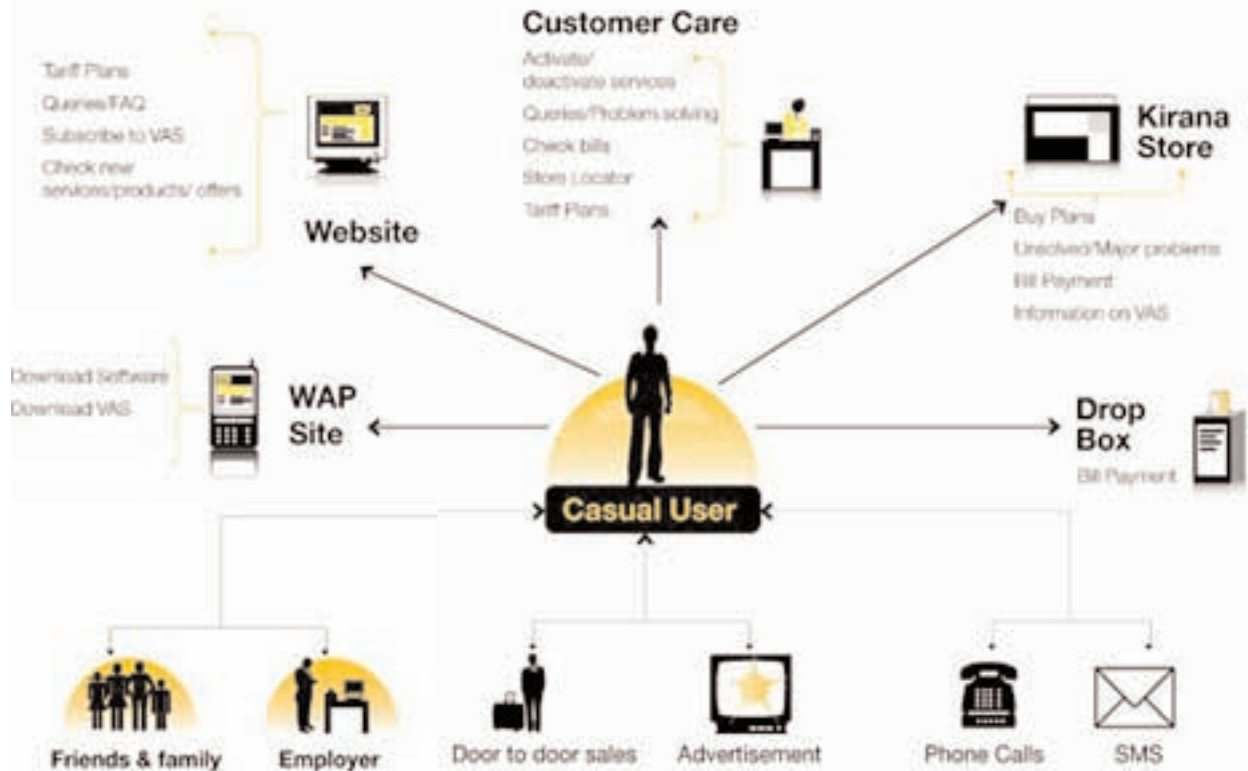 Customer Care
Activate/
deactivate services
Queries/Problem solving
Check bills
Store Locator
Tariff Plans
Tariff Plans
Queries/FAQ
Subscribe to VAS
Check new
services/products/ offers
Website
Kirana
Store
Buy Plans
Unsolved/Major problems
Bill Payment
Information on VAS
Download Software
Download VAS
WAP
Site
Drop
Box
Bill Payment
Casual User
Friends & family
Employer
Door to door sales
Advertisement
Phone Calls
SMS